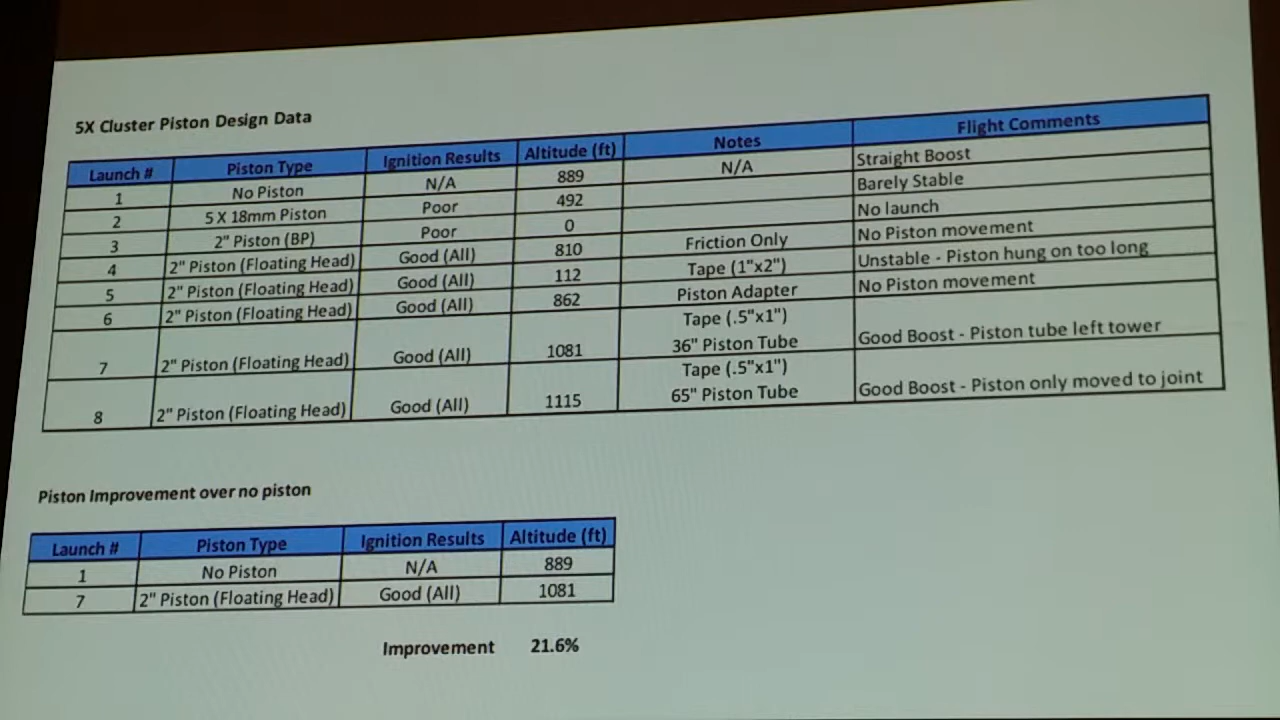 5X Cluster Piston Design Data
Launch # Piston Type Ignition Results Altitude (ft) Notes Flight Comments
1 No Piston N/A 889 N/A Straight Boost
2 5 X 18mm Piston Poor 492 Barely Stable
3 2" Piston (BP) Poor 0 No launch
4 2" Piston (Floating Head) Good (All) 810 Friction Only No Piston movement
5 2" Piston (Floating Head) Good (All) 112 Tape (1"x2") Unstable - Piston hung on too long
6 2" Piston (Floating Head) Good (All) 862 Piston Adapter No Piston movement
Tape (.5"x1")
7 2" Piston (Floating Head) Good (All) 1081 36" Piston Tube Good Boost - Piston tube left tower
Tape (.5"x1")
8 2" Piston (Floating Head) Good (All) 1115 65" Piston Tube Good Boost - Piston only moved to joint
Piston Improvement over no piston
Launch # Piston Type Ignition Results Altitude (ft)
1 No Piston N/A 889
7 2" Piston (Floating Head) Good (All) 1081
Improvement 21.6%